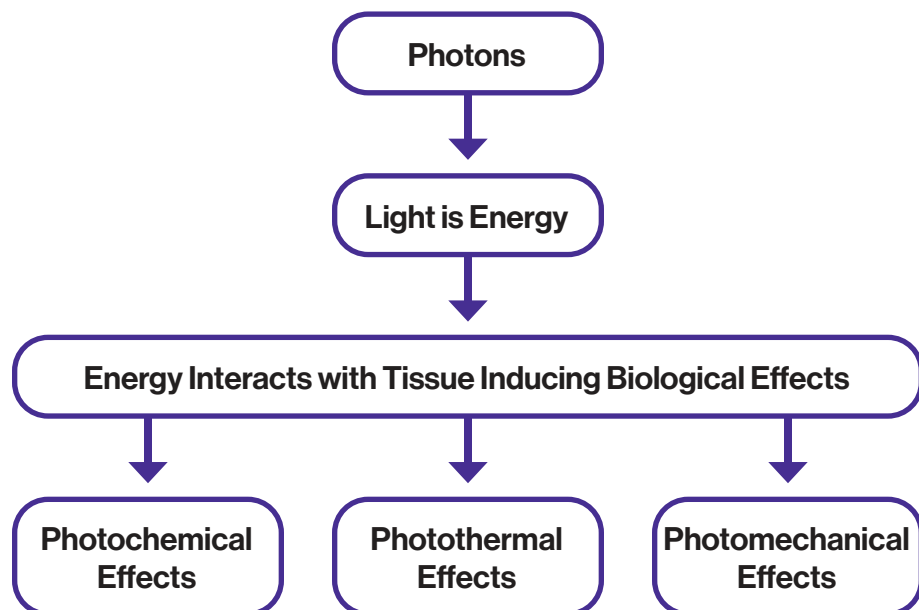 Photons
Light is Energy
Energy Interacts with Tissue Inducing Biological Effects
Photochemical
Effects
Photothermal
Effects
Photomechanical
Effects